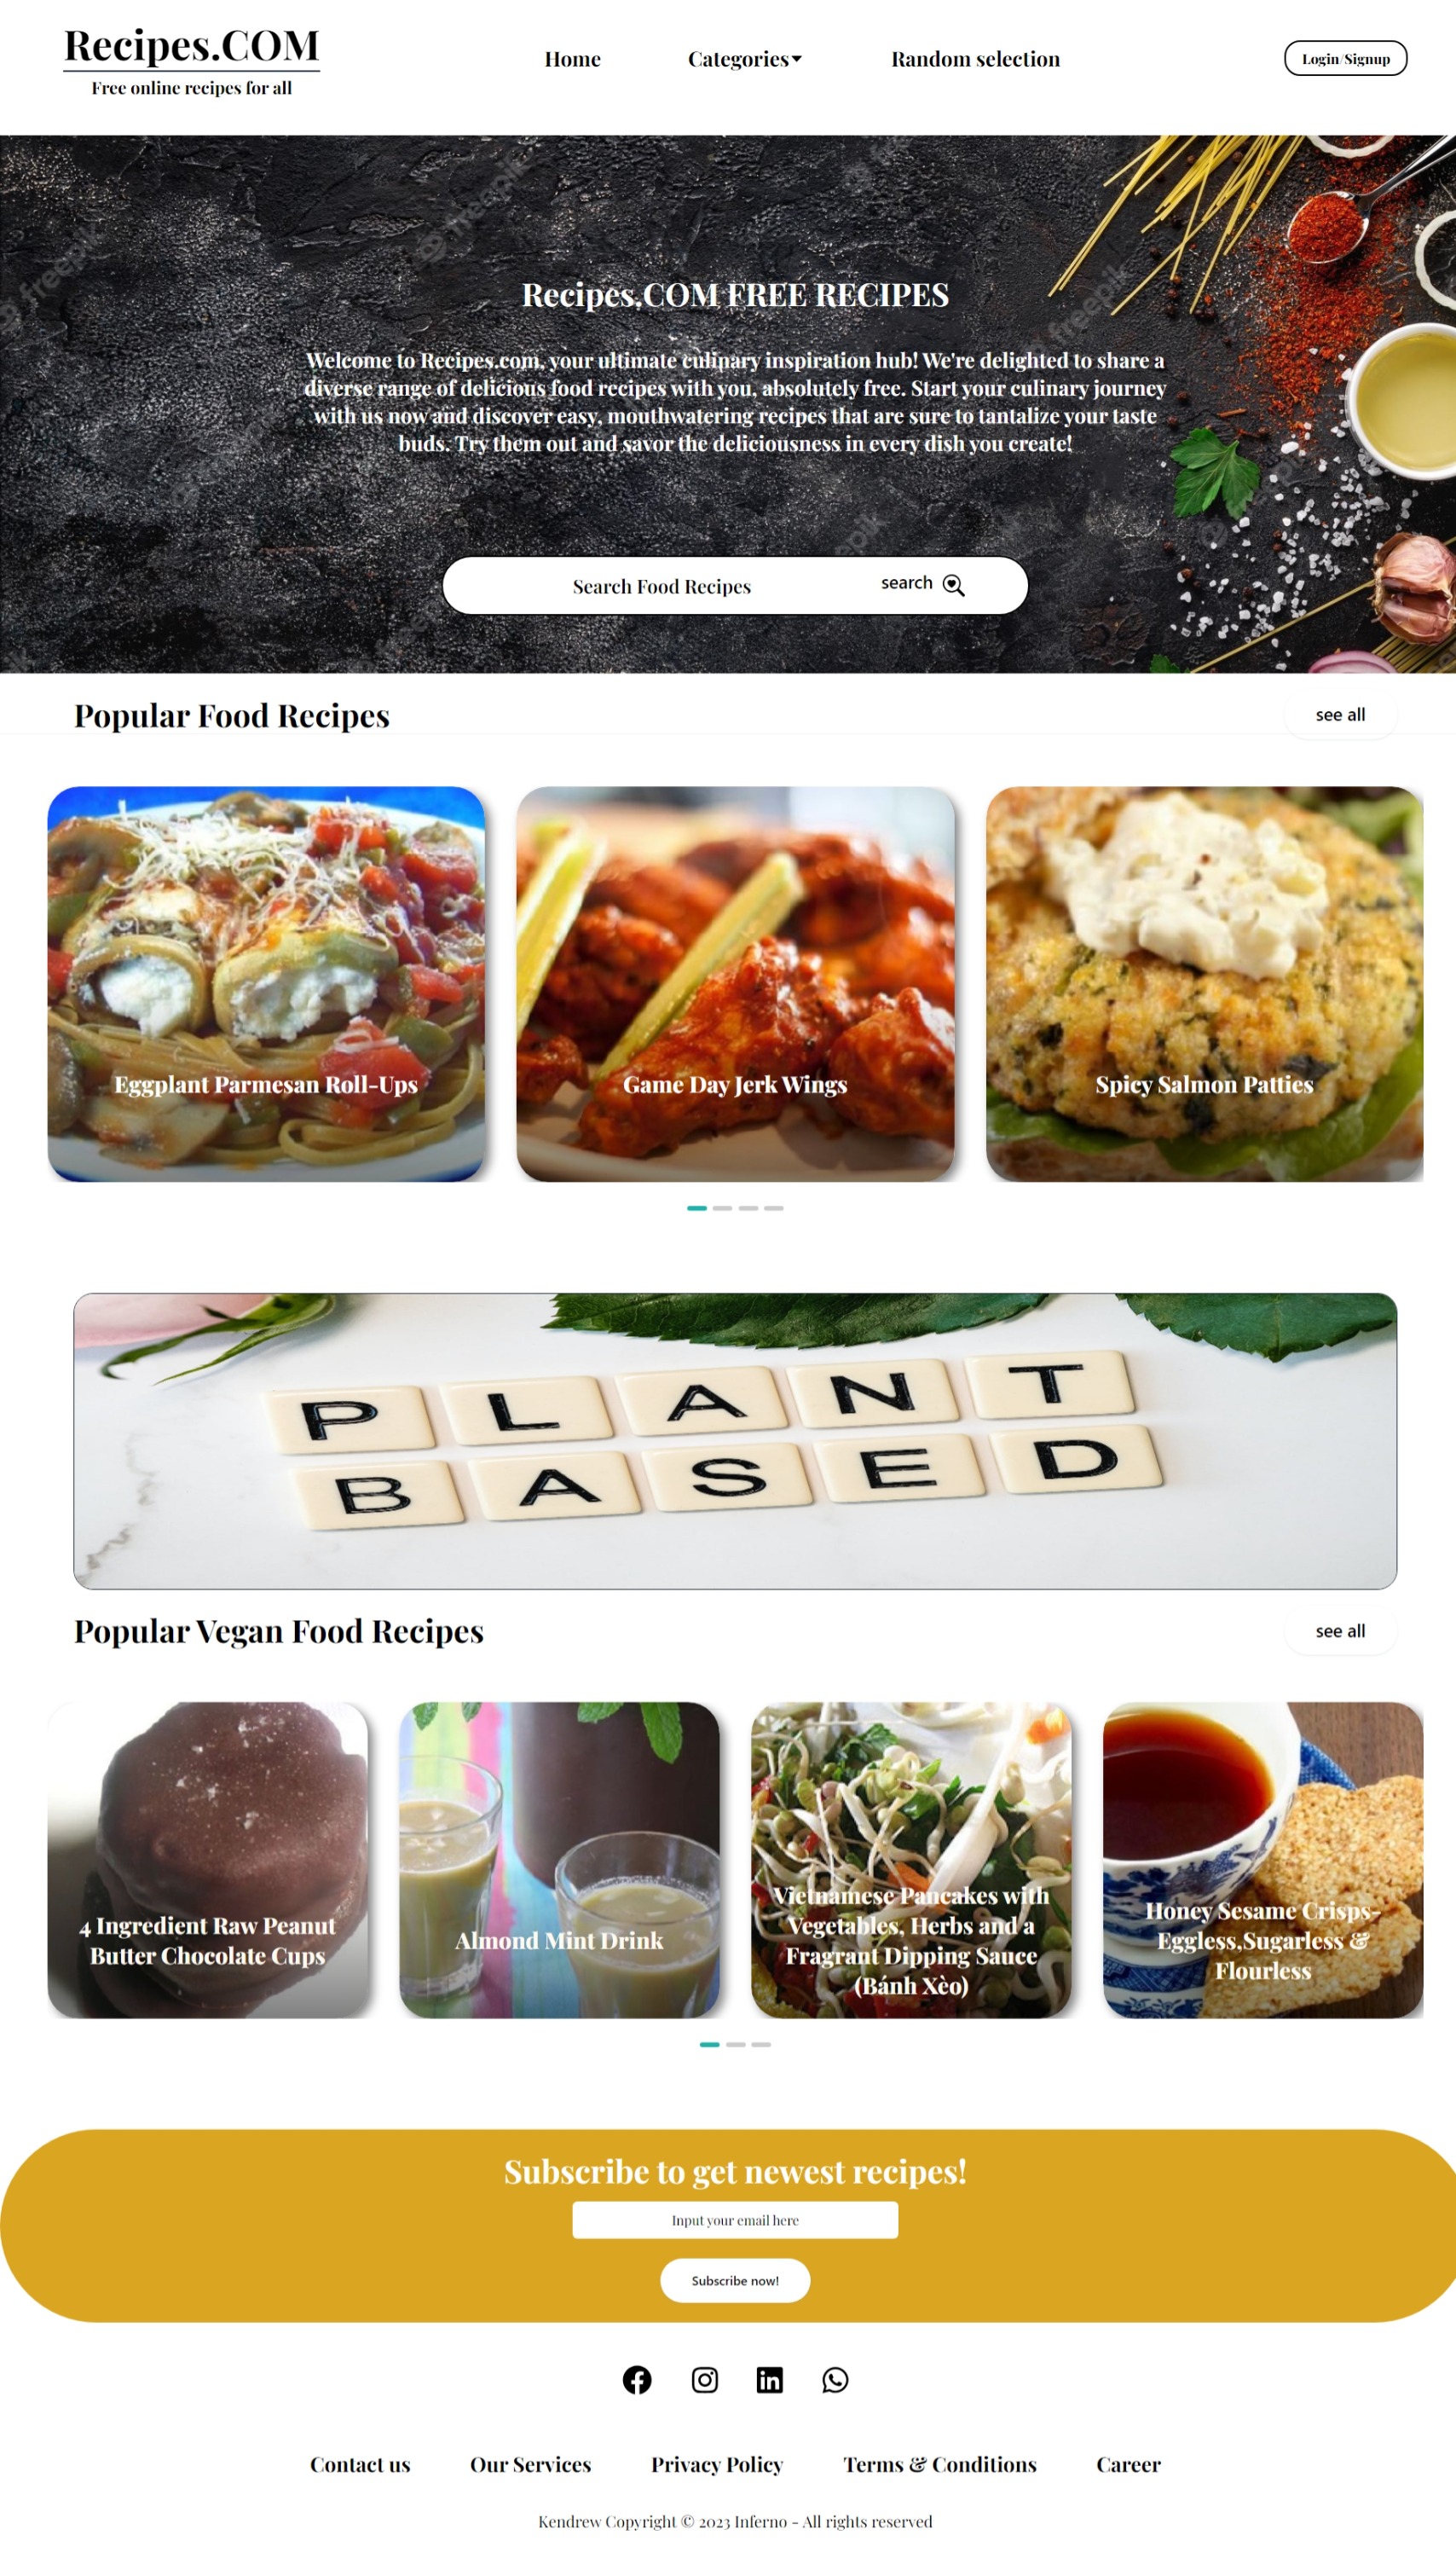 Recipes.COM
Free online recipes for all
Home
Categories
Random selection
Login/Signup
Recipes.COM FREE RECIPES
Welcome to Recipes.com, your ultimate culinary inspiration hub! We're delighted to share a
diverse range of delicious food recipes with you, absolutely free. Start your culinary journey
with us now and discover easy, mouthwatering recipes that are sure to tantalize your taste
buds. Try them out and savor the deliciousness in every dish you create!
freepik
freepik
freepik
Search Food Recipes
search
Popular Food Recipes
see all
Eggplant Parmesan Roll-Ups
Game Day Jerk Wings
Spicy Salmon Patties
PLANT
BASED
Popular Vegan Food Recipes
see all
4 Ingredient Raw Peanut
Butter Chocolate Cups
Almond Mint Drink
Vietnamese Pancakes with
Vegetables, Herbs and a
Fragrant Dipping Sauce
(Bánh Xèo)
Honey Sesame Crisps-
Eggless,Sugarless &
Flourless
Subscribe to get newest recipes!
Input your email here
Subscribe now!
in
Contact us
Our Services
Privacy Policy
Terms & Conditions
Career
Kendrew Copyright © 2023 Inferno - All rights reserved